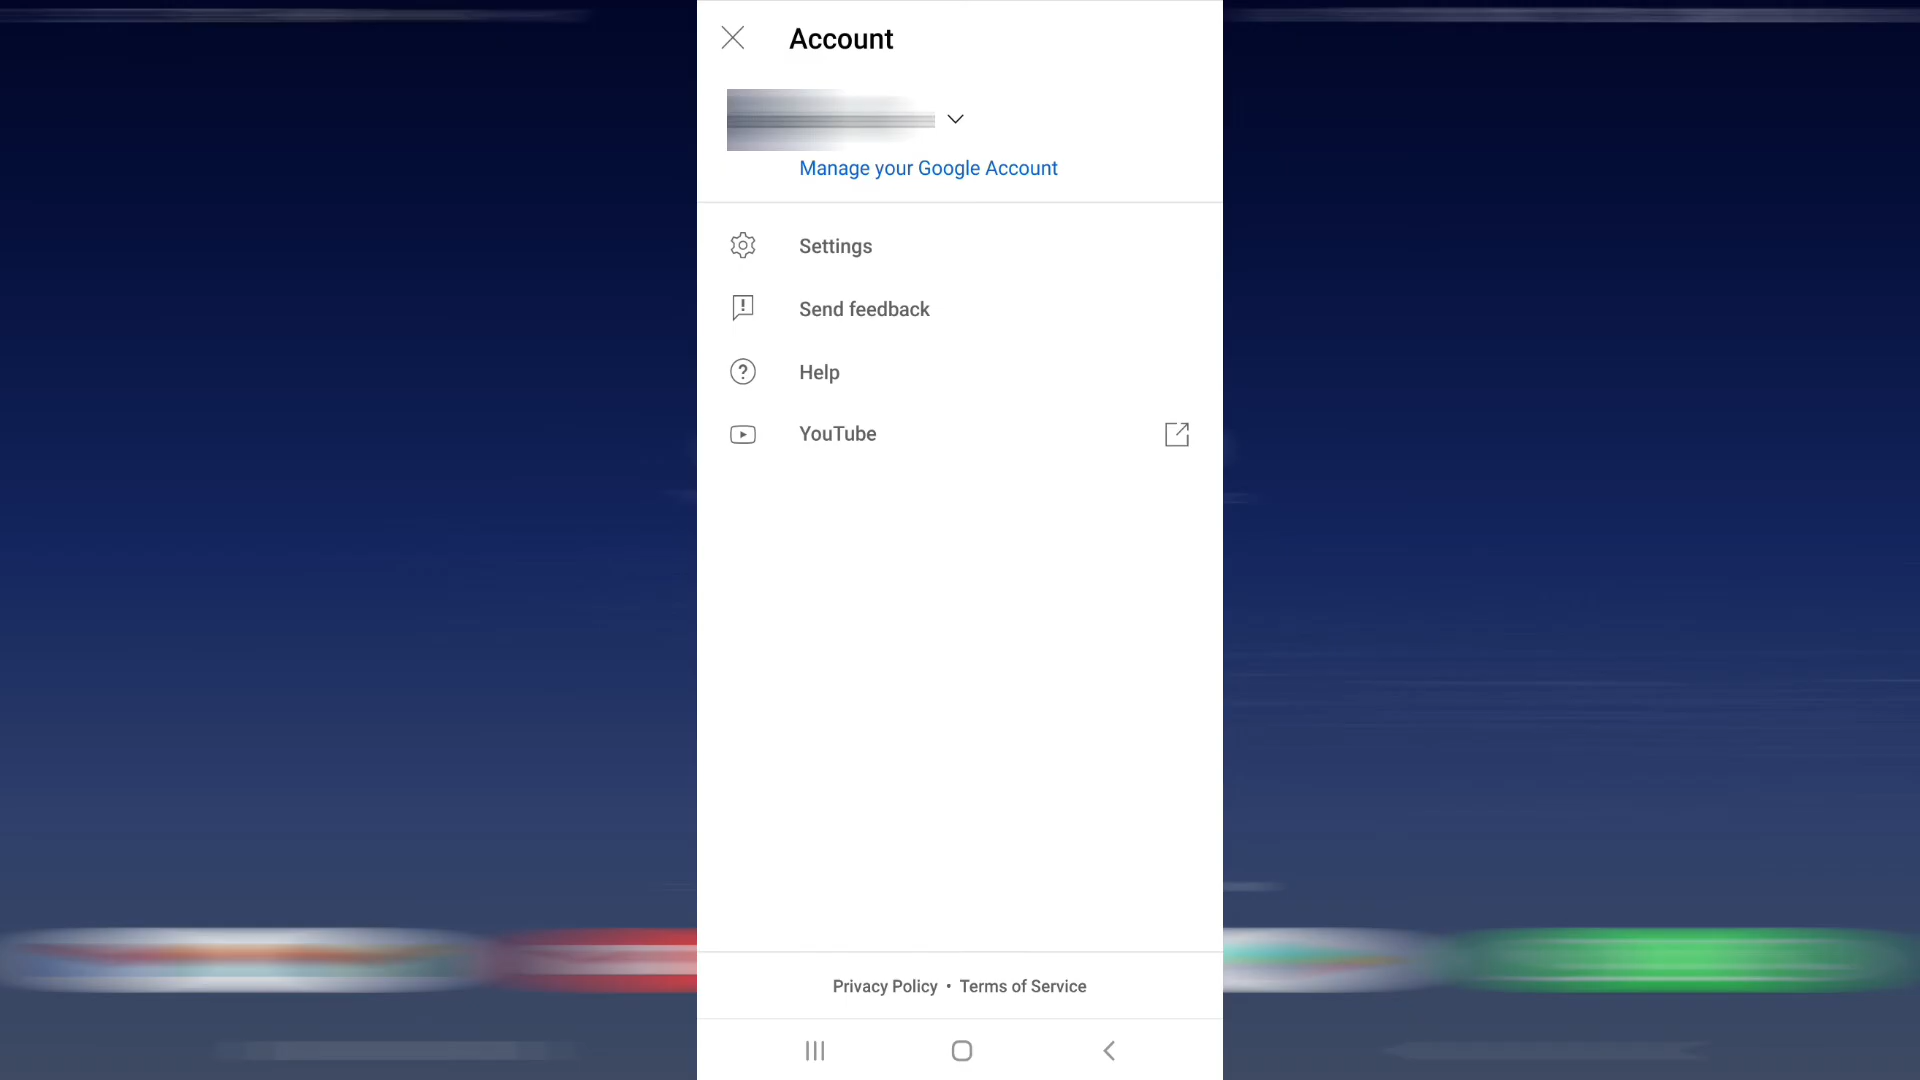 Account
Manage your Google Account
Settings
Send feedback
Help
YouTube
Privacy Policy • Terms of Service